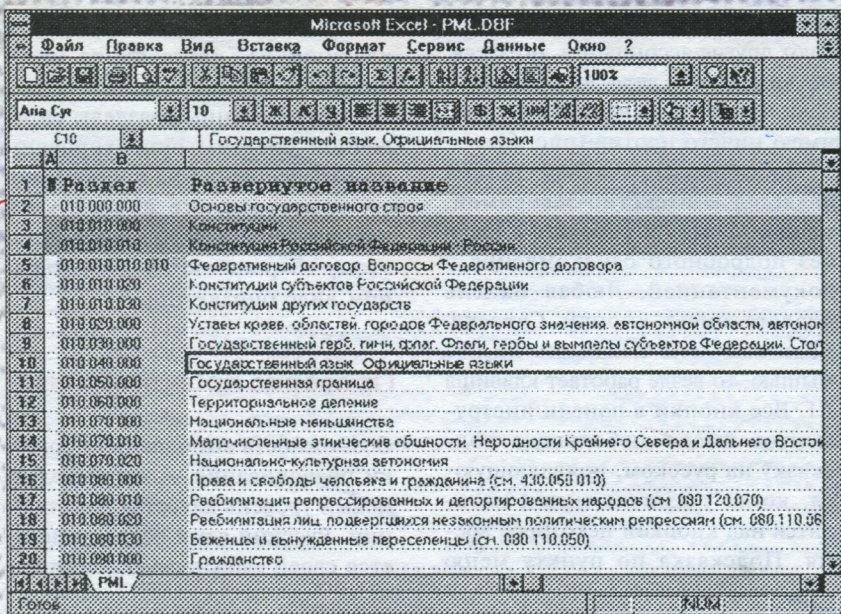 Microsoft Excel - PML.DBF
Файл Правка Вид Вставка Формат Сервис Данные Окно ?
100%
Aria Cyr 10 Ж К Ч
C10 Государственный язык. Официальные языки
A B
1 N Раздел Развернутое название
2 010.000.000 Основы государственного строя
3 010.010.000 Конституции
4 010.010.010 Конституция Российской Федерации - России
5 010.010.010.010 Федеративный договор. Вопросы Федеративного договора
6 010.010.020 Конституции субъектов Российской Федерации
7 010.010.030 Конституции других государств
8 010.020.000 Уставы краев, областей, городов Федерального значения, автономной области, автоном
9 010.030.000 Государственный герб, гимн, флаг. Флаги, гербы и вымпелы субъектов Федерации. Стол
10 010.040.000 Государственный язык. Официальные языки
11 010.050.000 Государственная граница
12 010.060.000 Территориальное деление
13 010.070.000 Национальные меньшинства
14 010.070.010 Малочисленные этнические общности. Народности Крайнего Севера и Дальнего Восток
15 010.070.020 Национально-культурная автономия
16 010.080.000 Права и свободы человека и гражданина (см. 430.050.010)
17 010.080.010 Реабилитация репрессированных и депортированных народов (см. 080.120.070)
18 010.080.020 Реабилитация лиц, подвергшихся незаконным политическим репрессиям (см. 080.110.06
19 010.080.030 Беженцы и вынужденные переселенцы (см. 080.110.050)
20 010.090.000 Гражданство
PML
Готов NUM